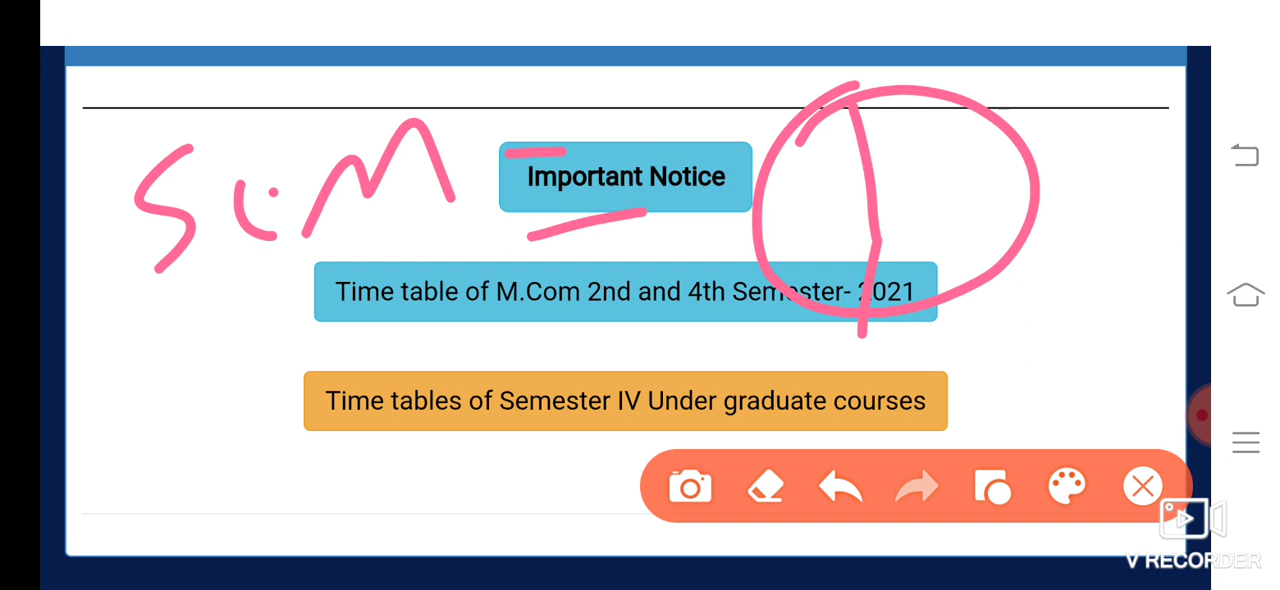 Important Notice
Time table of M.Com 2nd and 4th Semester- 2021
Time tables of Semester IV Under graduate courses
V RECORDER